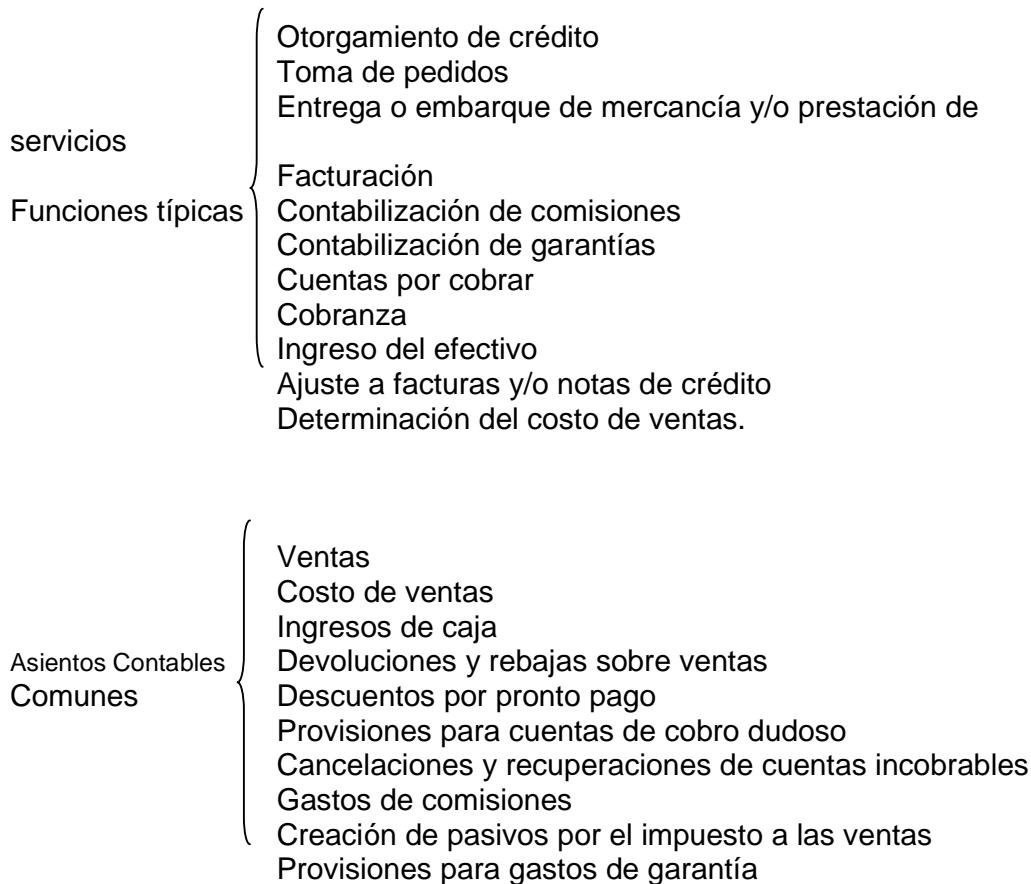 Otorgamiento de crédito
Toma de pedidos
Entrega o embarque de mercancía y/o prestación de
servicios
Facturación
Funciones típicas
Contabilización de comisiones
Contabilización de garantías
Cuentas por cobrar
Cobranza
Ingreso del efectivo
Ajuste a facturas y/o notas de crédito
Determinación del costo de ventas.
Ventas
Costo de ventas
Ingresos de caja
Asientos Contables
Devoluciones y rebajas sobre ventas
Comunes
Descuentos por pronto pago
Provisiones para cuentas de cobro dudoso
Cancelaciones y recuperaciones de cuentas incobrables
Gastos de comisiones
Creación de pasivos por el impuesto a las ventas
Provisiones para gastos de garantía